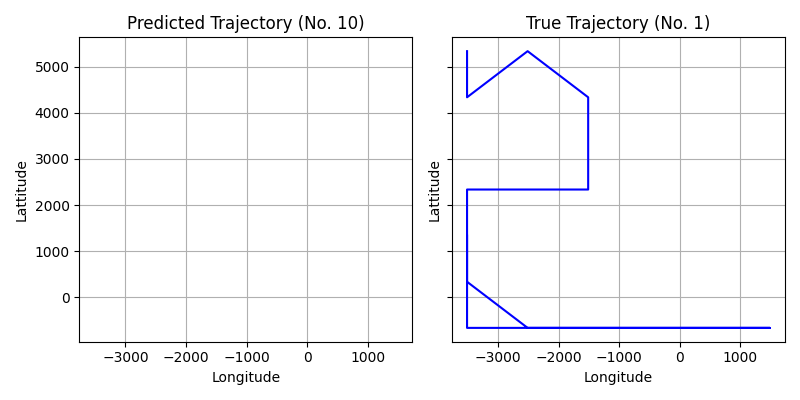 Predicted Trajectory (No. 10)
True Trajectory (No. 1)
5000
4000
3000
2000
1000
0
Lattitude
Lattitude
−3000 −2000 −1000 0 1000
−3000 −2000 −1000 0 1000
Longitude
Longitude